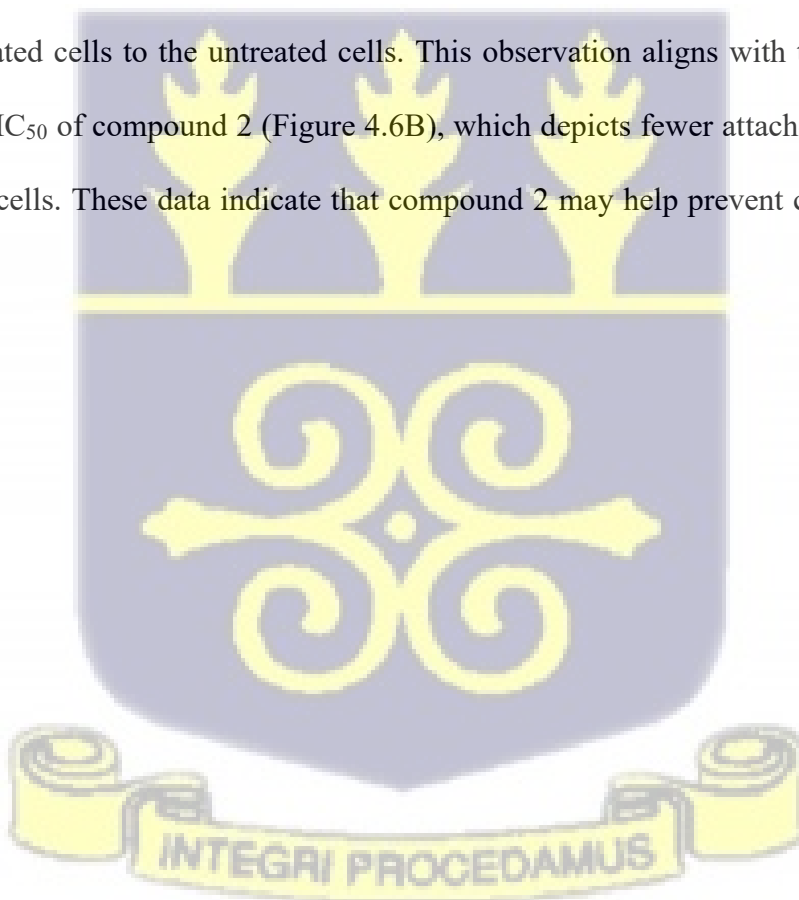 ated cells to the untreated cells. This observation aligns with
IC₅₀ of compound 2 (Figure 4.6B), which depicts fewer attach
cells. These data indicate that compound 2 may help prevent
INTEGRI PROCEDAMUS